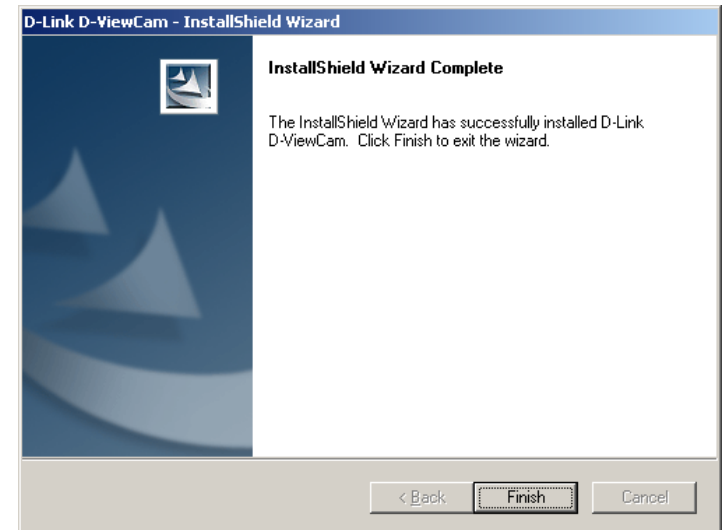 D-Link D-ViewCam - InstallShield Wizard
InstallShield Wizard Complete
The InstallShield Wizard has successfully installed D-Link
D-ViewCam. Click Finish to exit the wizard.
< Back
Finish
Cancel